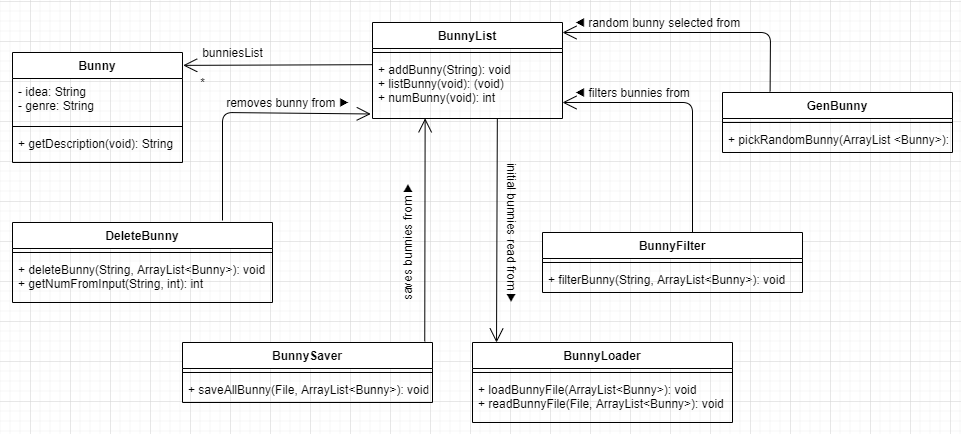 BunnyList
+ addBunny(String): void
+ listBunny(void): (void)
+ numBunny(void): int
◄ random bunny selected from
bunniesList
*
Bunny
- idea: String
- genre: String
+ getDescription(void): String
removes bunny from ►
◄ filters bunnies from
GenBunny
+ pickRandomBunny(ArrayList <Bunny>):
saves bunnies from ►
initial bunnies read from ►
DeleteBunny
+ deleteBunny(String, ArrayList<Bunny>): void
+ getNumFromInput(String, int): int
BunnyFilter
+ filterBunny(String, ArrayList<Bunny>): void
BunnySaver
+ saveAllBunny(File, ArrayList<Bunny>): void
BunnyLoader
+ loadBunnyFile(ArrayList<Bunny>): void
+ readBunnyFile(File, ArrayList<Bunny>): void